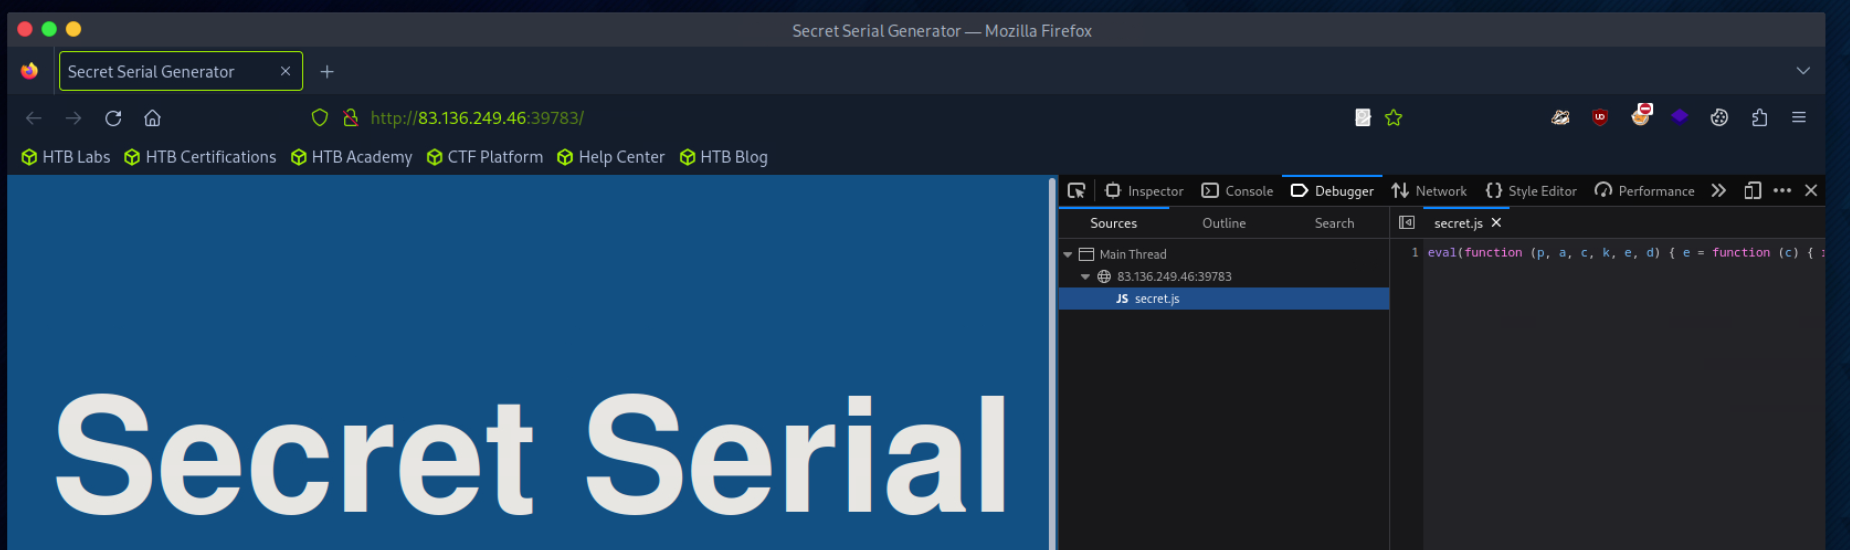 Secret Serial Generator — Mozilla Firefox
Secret Serial Generator
http://83.136.249.46:39783/
HTB Labs HTB Certifications HTB Academy CTF Platform Help Center HTB Blog
Inspector Console Debugger Network Style Editor Performance
Sources Outline Search secret.js
Main Thread
1 eval(function (p, a, c, k, e, d) { e = function (c) {
83.136.249.46:39783
JS secret.js
Secret Serial